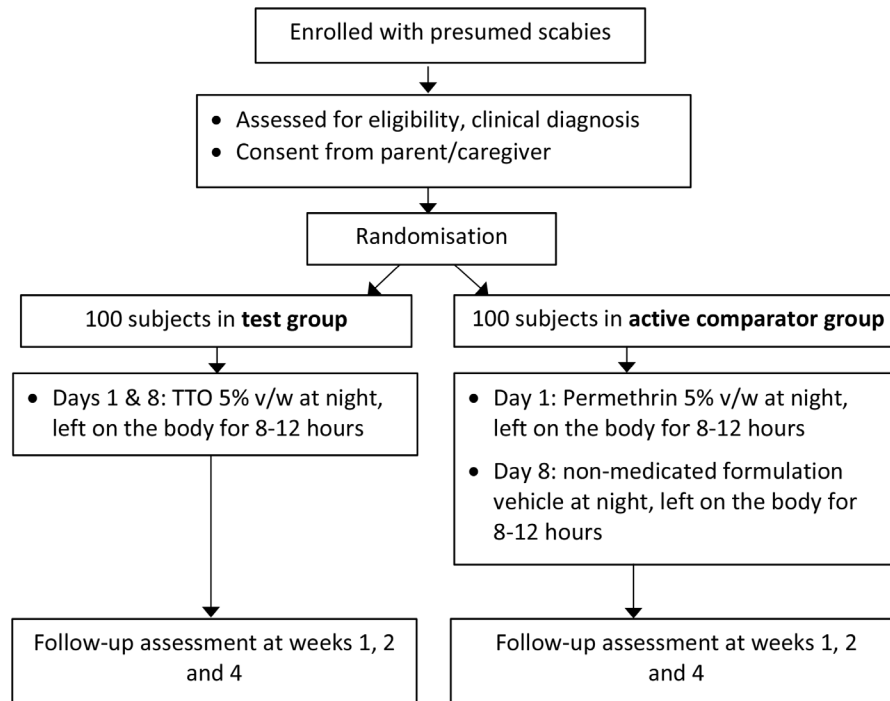 Enrolled with presumed scabies
• Assessed for eligibility, clinical diagnosis
• Consent from parent/caregiver
Randomisation
100 subjects in test group
• Days 1 & 8: TTO 5% v/w at night,
left on the body for 8-12 hours
Follow-up assessment at weeks 1, 2
and 4
100 subjects in active comparator group
• Day 1: Permethrin 5% v/w at night,
left on the body for 8-12 hours
• Day 8: non-medicated formulation
vehicle at night, left on the body for
8-12 hours
Follow-up assessment at weeks 1, 2
and 4